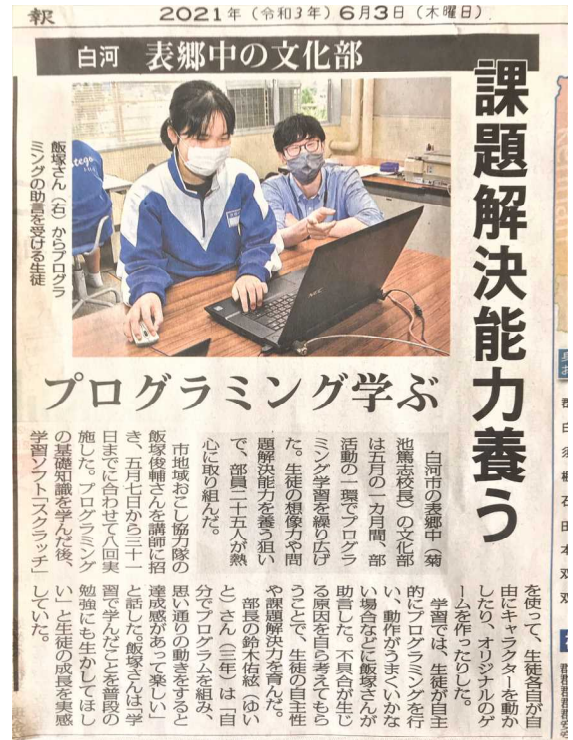 報
2021年(令和3年)6月3日(木曜日)
白河 表郷中の文化部
課題解決能力養う
プログラミング学ぶ
飯塚さん(右)からプログラ
ミングの助言を受ける生徒
白河市の表郷中(菊
池篤志校長)の文化部
は五月の一カ月間、部
活動の一環でプログラ
ミング学習を繰り広げ
た。生徒の想像力や問
題解決能力を養う狙い
で、部員二十五人が熱
心に取り組んだ。
市地域おこし協力隊の
飯塚俊輔さんを講師に招
き、五月七日から三十一
日までに合わせて八回実
施した。プログラミング
の基礎知識を学んだ後、
学習ソフト「スクラッチ」
を使って、生徒各自が自
由にキャラクターを動か
したり、オリジナルのゲ
ームを作ったりした。
学習では、生徒が自主
的にプログラミングを行
い、動作がうまくいかな
い場合などに飯塚さんが
助言した。不具合が生じ
る原因を自ら考えてもら
うことで、生徒の自主性
や課題解決力を育んだ。
部長の鈴木佑絃(ゆい
と)さん(三年)は「自
分でプログラムを組み、
思い通りの動きをすると
達成感があって楽しい」
と話した。飯塚さんは「学
習で学んだことを普段の
勉強にも生かしてほし
い」と生徒の成長を実感
していた。
NEC